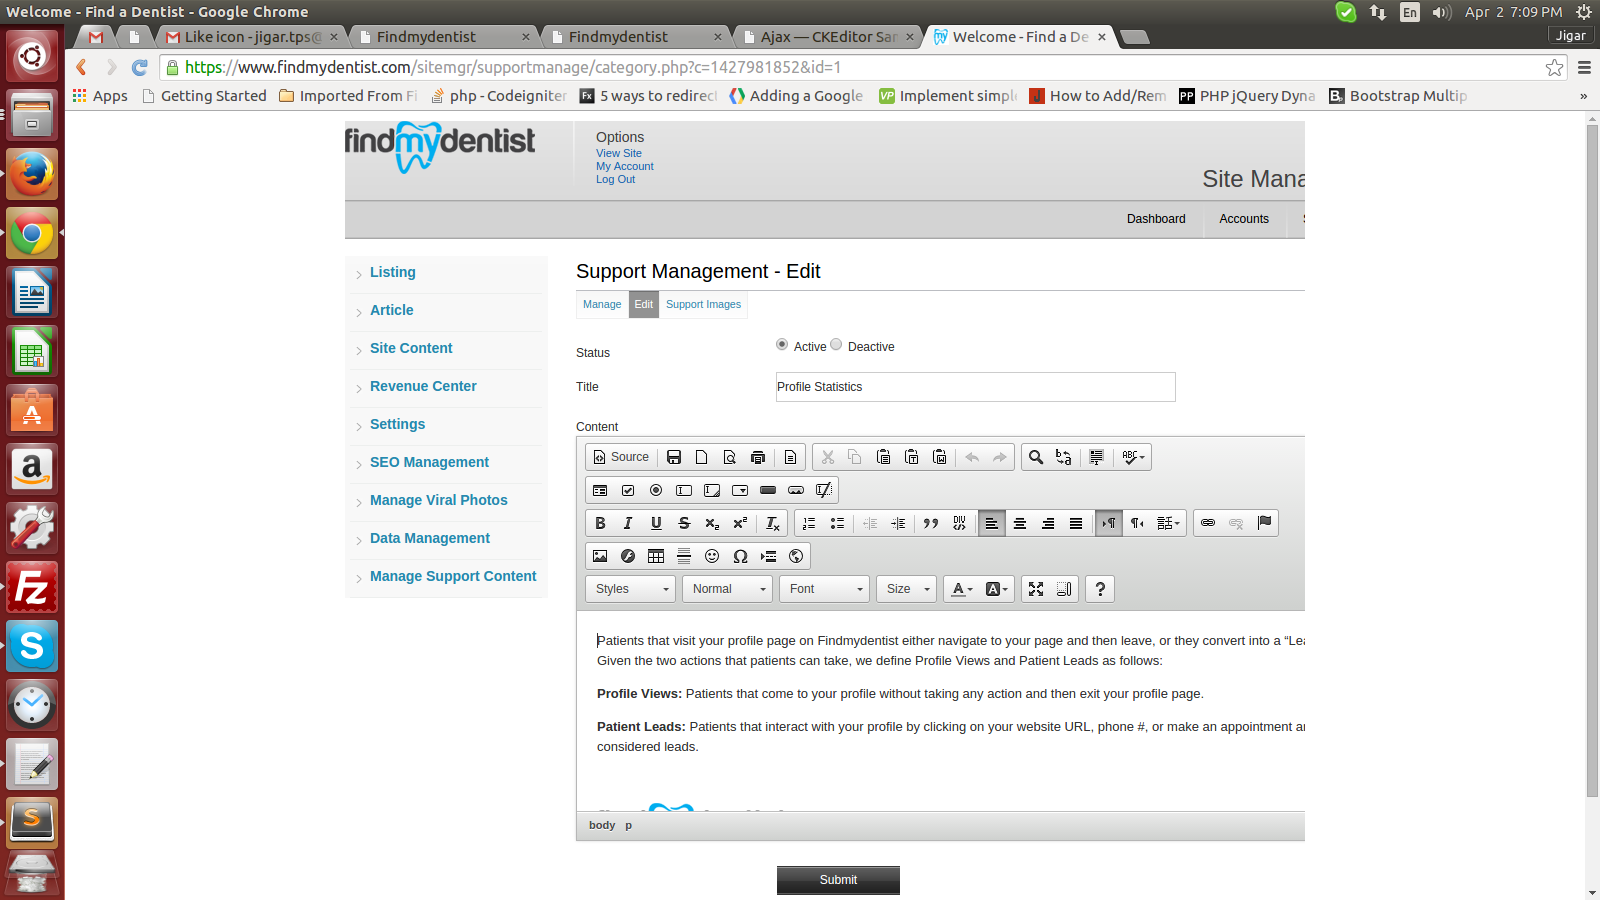 Welcome - Find a Dentist - Google Chrome
En
Apr 2 7:09 PM
Like icon - jigar.tps@
Findmydentist
Findmydentist
Ajax — CKEditor Sar
Welcome - Find a De
Jigar
https://www.findmydentist.com/sitemgr/supportmanage/category.php?c=1427981852&id=1
Apps
Getting Started
Imported From Fi
php - Codeigniter
Fx 5 ways to redirect
Adding a Google
VP Implement simple
J How to Add/Rem
PP PHP jQuery Dyna
Bootstrap Multip
»
findmydentist
Options
View Site
My Account
Log Out
Site Mana
Dashboard
Accounts
Listing
Article
Site Content
Revenue Center
Settings
SEO Management
Manage Viral Photos
Data Management
Manage Support Content
Support Management - Edit
Manage
Edit
Support Images
Status
Active
Deactive
Title
Profile Statistics
Content
Source
Styles
Normal
Font
Size
Patients that visit your profile page on Findmydentist either navigate to your page and then leave, or they convert into a “Lea
Given the two actions that patients can take, we define Profile Views and Patient Leads as follows:
Profile Views: Patients that come to your profile without taking any action and then exit your profile page.
Patient Leads: Patients that interact with your profile by clicking on your website URL, phone #, or make an appointment ar
considered leads.
body p
Submit